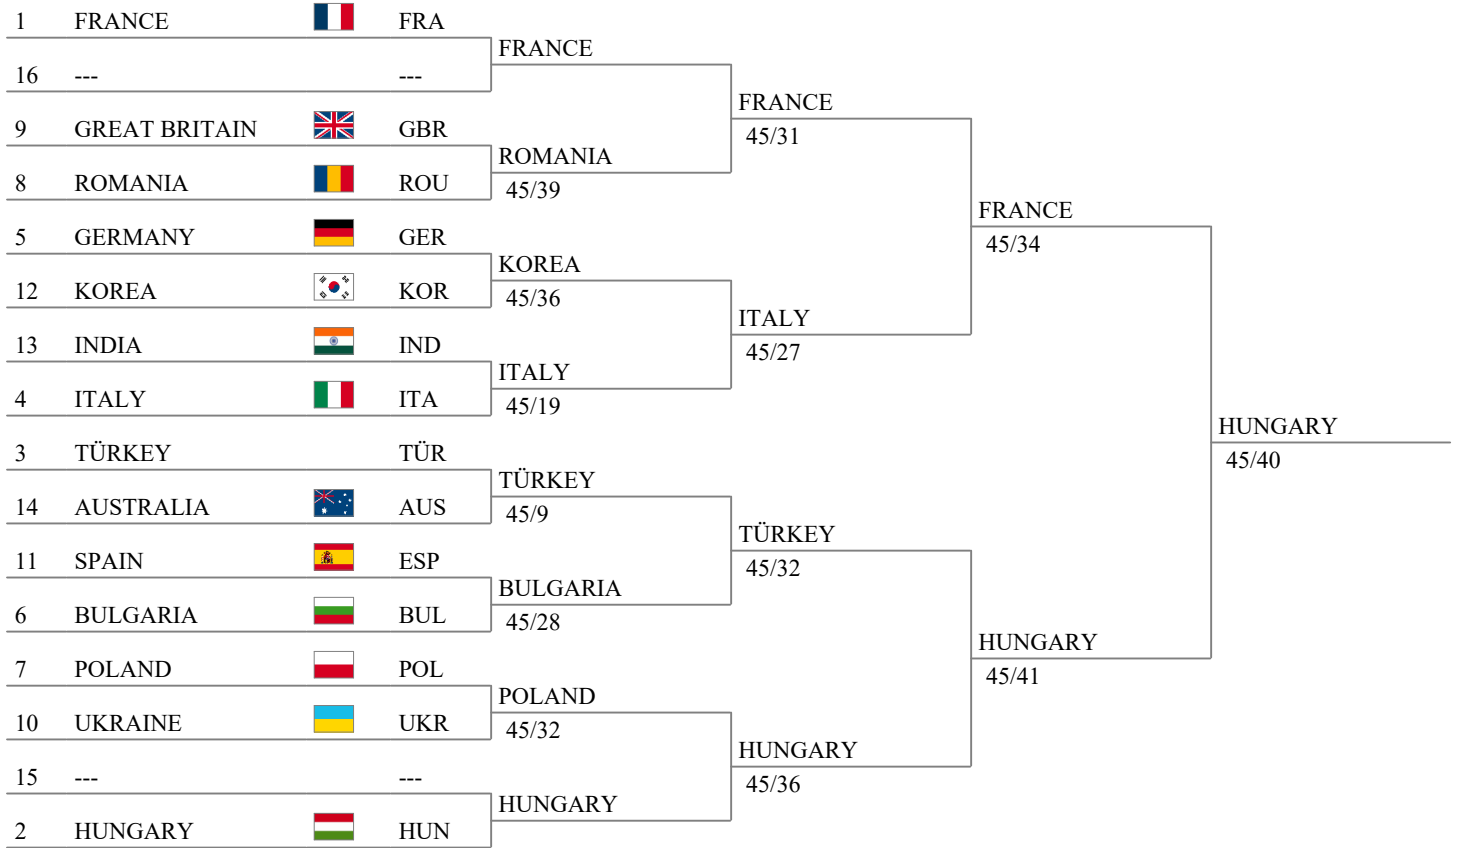 1 FRANCE FRA
FRANCE
16 --- ---
FRANCE
45/31
9 GREAT BRITAIN GBR
ROMANIA
45/39
8 ROMANIA ROU
FRANCE
45/34
5 GERMANY GER
KOREA
45/36
12 KOREA KOR
ITALY
45/27
13 INDIA IND
ITALY
45/19
4 ITALY ITA
HUNGARY
45/40
3 TÜRKEY TÜR
TÜRKEY
45/9
14 AUSTRALIA AUS
TÜRKEY
45/32
11 SPAIN ESP
BULGARIA
45/28
6 BULGARIA BUL
HUNGARY
45/41
7 POLAND POL
POLAND
45/32
10 UKRAINE UKR
HUNGARY
45/36
15 --- ---
HUNGARY
2 HUNGARY HUN